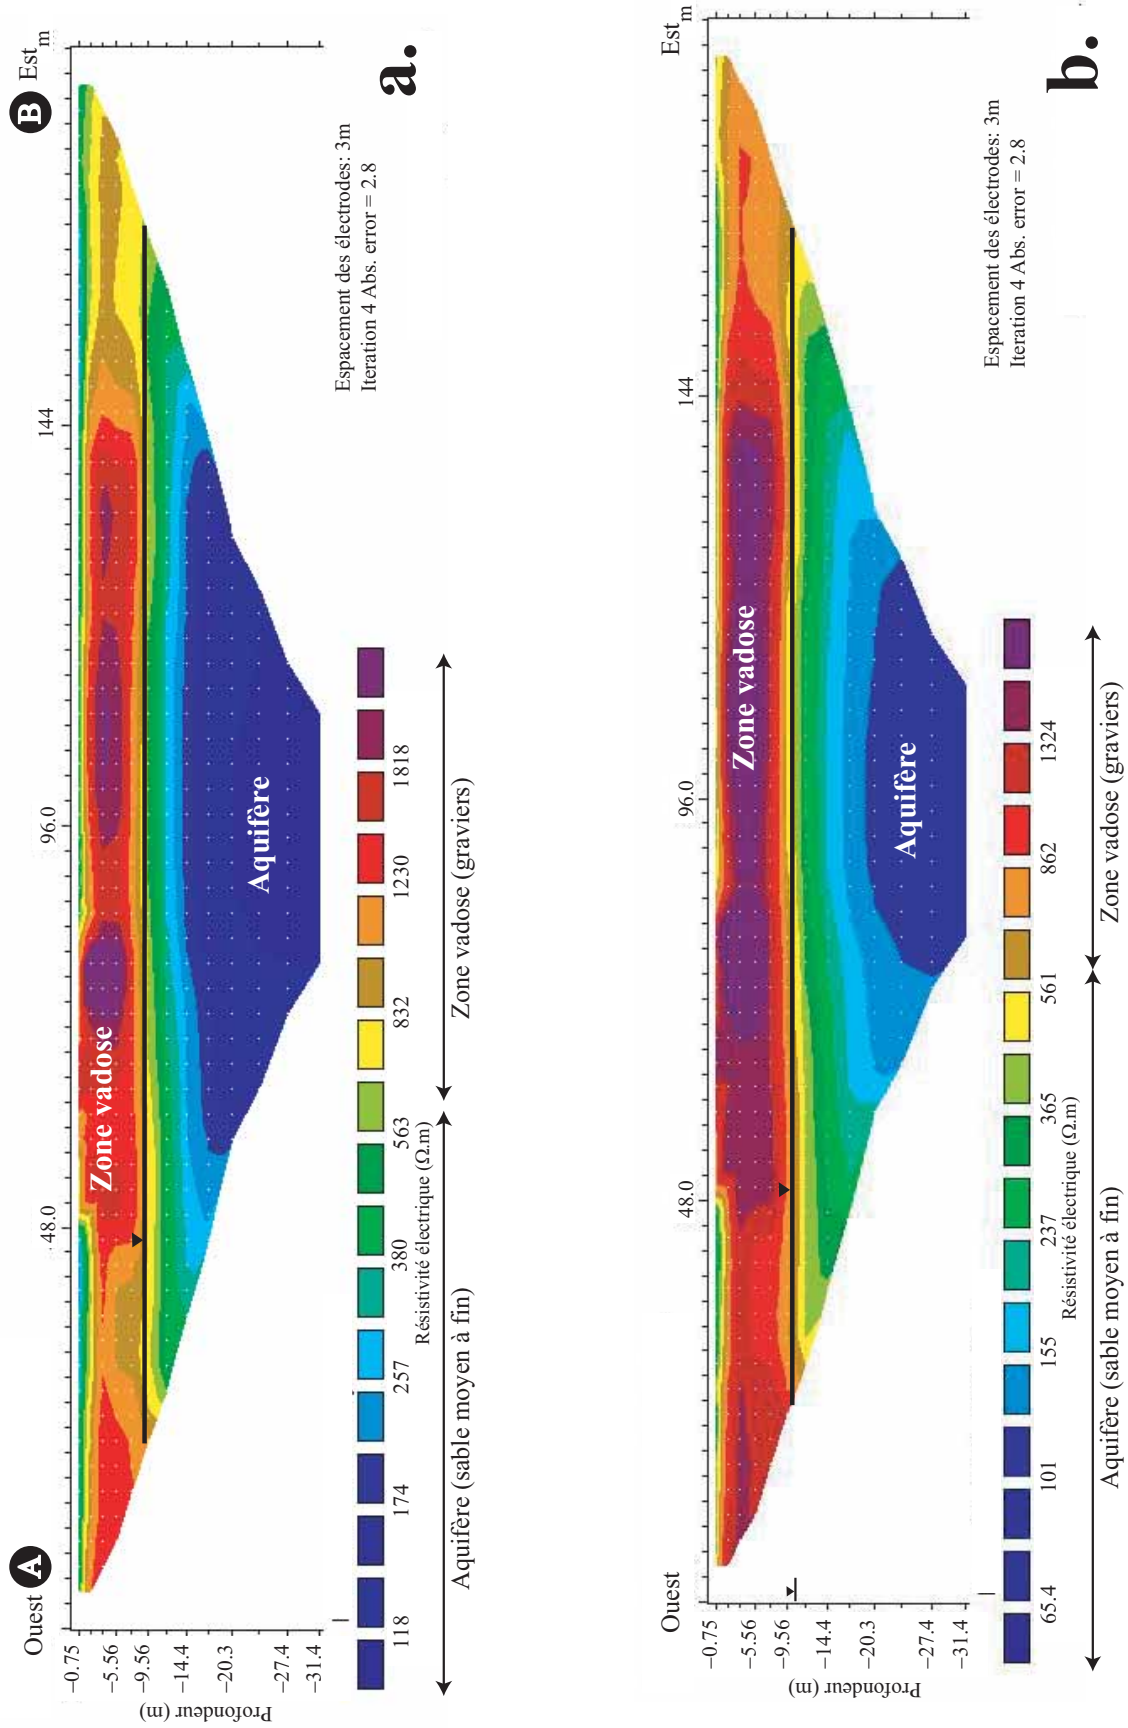 Ouest A
B Est
m
48.0
96.0
144
−0.75
−5.56
−9.56
−14.4
−20.3
−27.4
−31.4
Profondeur (m)
Zone vadose
Aquifère
a.
Espacement des électrodes: 3m
Iteration 4 Abs. error = 2.8
118
174
257
380
563
832
1230
1818
Résistivité électrique (Ω.m)
Aquifère (sable moyen à fin)
Zone vadose (graviers)
Ouest
Est
m
48.0
96.0
144
−0.75
−5.56
−9.56
−14.4
−20.3
−27.4
−31.4
Profondeur (m)
Zone vadose
Aquifère
b.
Espacement des électrodes: 3m
Iteration 4 Abs. error = 2.8
65.4
101
155
237
365
561
862
1324
Résistivité électrique (Ω.m)
Aquifère (sable moyen à fin)
Zone vadose (graviers)